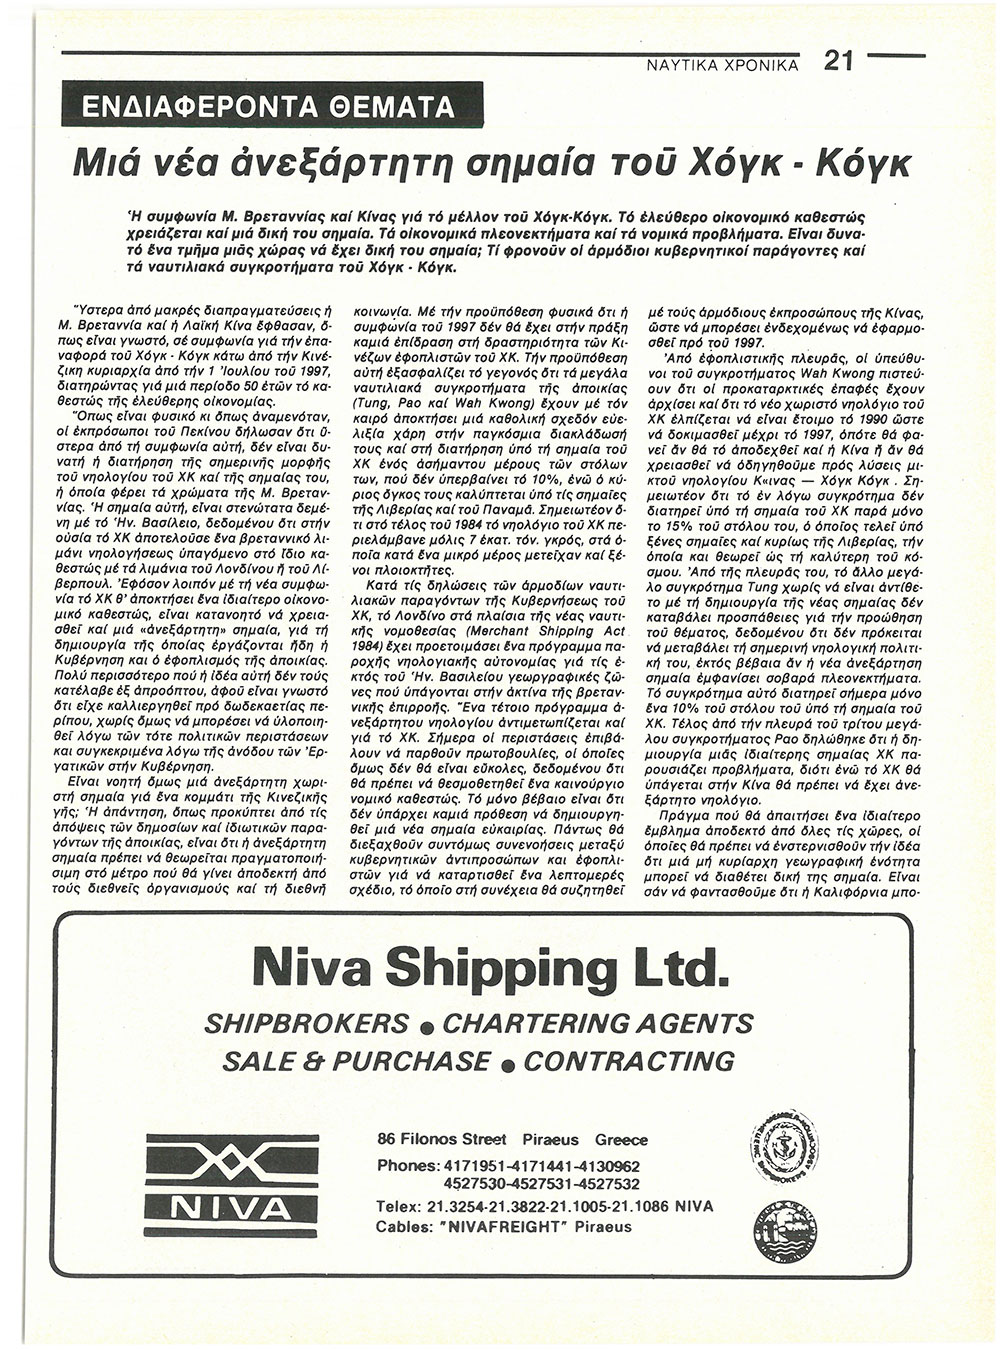 ΝΑΥΤΙΚΑ ΧΡΟΝΙΚΑ 21
ΕΝΔΙΑΦΕΡΟΝΤΑ ΘΕΜΑΤΑ
Μιά νέα ἀνεξάρτητη σημαία τοῦ Χόγκ - Κόγκ
Ἡ συμφωνία Μ. Βρεταννίας καί Κίνας γιά τό μέλλον τοῦ Χόγκ-Κόγκ. Τό ἐλεύθερο οἰκονομικό καθεστώς
χρειάζεται καί μιά δική του σημαία. Τά οἰκονομικά πλεονεκτήματα καί τά νομικά προβλήματα. Εἶναι δυνα-
τό ἕνα τμῆμα μιᾶς χώρας νά ἔχει δική του σημαία; Τί φρονοῦν οἱ ἁρμόδιοι κυβερνητικοί παράγοντες καί
τά ναυτιλιακά συγκροτήματα τοῦ Χόγκ - Κόγκ.
Ὕστερα ἀπό μακρές διαπραγματεύσεις ἡ
Μ. Βρεταννία καί ἡ Λαϊκή Κίνα ἔφθασαν, ὅ-
πως εἶναι γνωστό, σέ συμφωνία γιά τήν ἐπα-
ναφορά τοῦ Χόγκ - Κόγκ κάτω ἀπό τήν Κινέ-
ζικη κυριαρχία ἀπό τήν 1 Ἰουλίου τοῦ 1997,
διατηρώντας γιά μιά περίοδο 50 ἐτῶν τό κα-
θεστώς τῆς ἐλεύθερης οἰκονομίας.
Ὅπως εἶναι φυσικό κι ὅπως ἀναμενόταν,
οἱ ἐκπρόσωποι τοῦ Πεκίνου δήλωσαν ὅτι ὕ-
στερα ἀπό τή συμφωνία αὐτή, δέν εἶναι δυ-
νατή ἡ διατήρηση τῆς σημερινῆς μορφῆς
τοῦ νηολογίου τοῦ ΧΚ καί τῆς σημαίας του,
ἡ ὁποία φέρει τά χρώματα τῆς Μ. Βρεταν-
νίας. Ἡ σημαία αὐτή, εἶναι στενώτατα δεμέ-
νη μέ τό Ἡν. Βασίλειο, δεδομένου ὅτι στήν
οὐσία τό ΧΚ ἀποτελοῦσε ἕνα βρεταννικό λι-
μάνι νηολογήσεως ὑπαγόμενο στό ἴδιο κα-
θεστώς μέ τά λιμάνια τοῦ Λονδίνου ἤ τοῦ Λί-
βερπουλ. Ἐφόσον λοιπόν μέ τή νέα συμφω-
νία τό ΧΚ θ' ἀποκτήσει ἕνα ἰδιαίτερο οἰκονο-
μικό καθεστώς, εἶναι κατανοητό νά χρεια-
σθεῖ καί μιά «ἀνεξάρτητη» σημαία, γιά τή
δημιουργία τῆς ὁποίας ἐργάζονται ἤδη ἡ
Κυβέρνηση καί ὁ ἐφοπλισμός τῆς ἀποικίας.
Πολύ περισσότερο πού ἡ ἰδέα αὐτή δέν τούς
κατέλαβε ἐξ ἀπροόπτου, ἀφοῦ εἶναι γνωστό
ὅτι εἶχε καλλιεργηθεῖ πρό δωδεκαετίας πε-
ρίπου, χωρίς ὅμως νά μπορέσει νά ὑλοποιη-
θεῖ λόγω τῶν τότε πολιτικῶν περιστάσεων
καί συγκεκριμένα λόγω τῆς ἀνόδου τῶν Ἐρ-
γατικῶν στήν Κυβέρνηση.
Εἶναι νοητή ὅμως μιά ἀνεξάρτητη χωρι-
στή σημαία γιά ἕνα κομμάτι τῆς Κινεζικῆς
γῆς; Ἡ ἀπάντηση, ὅπως προκύπτει ἀπό τίς
ἀπόψεις τῶν δημοσίων καί ἰδιωτικῶν παρα-
γόντων τῆς ἀποικίας, εἶναι ὅτι ἡ ἀνεξάρτητη
σημαία πρέπει νά θεωρεῖται πραγματοποιή-
σιμη στό μέτρο πού θά γίνει ἀποδεκτή ἀπό
τούς διεθνεῖς ὀργανισμούς καί τή διεθνῆ
κοινωνία. Μέ τήν προϋπόθεση φυσικά ὅτι ἡ
συμφωνία τοῦ 1997 δέν θά ἔχει στήν πράξη
καμιά ἐπίδραση στή δραστηριότητα τῶν Κι-
νέζων ἐφοπλιστῶν τοῦ ΧΚ. Τήν προϋπόθεση
αὐτή ἐξασφαλίζει τό γεγονός ὅτι τά μεγάλα
ναυτιλιακά συγκροτήματα τῆς ἀποικίας
(Tung, Pao καί Wah Kwong) ἔχουν μέ τόν
καιρό ἀποκτήσει μιά καθολική σχεδόν εὐε-
λιξία χάρη στήν παγκόσμια διακλάδωσή
τους καί στή διατήρηση ὑπό τή σημαία τοῦ
ΧΚ ἑνός ἀσήμαντου μέρους τῶν στόλων
των, πού δέν ὑπερβαίνει τό 10%, ἐνῶ ὁ κύ-
ριος ὄγκος τους καλύπτεται ὑπό τίς σημαῖες
τῆς Λιβερίας καί τοῦ Παναμᾶ. Σημειωτέον ὅ-
τι στό τέλος τοῦ 1984 τό νηολόγιο τοῦ ΧΚ πε-
ριελάμβανε μόλις 7 ἑκατ. τόν. γκρός, στά ὁ-
ποῖα κατά ἕνα μικρό μέρος μετεῖχαν καί ξέ-
νοι πλοιοκτῆτες.
Κατά τίς δηλώσεις τῶν ἁρμοδίων ναυτι-
λιακῶν παραγόντων τῆς Κυβερνήσεως τοῦ
ΧΚ, τό Λονδίνο στά πλαίσια τῆς νέας ναυτι-
κῆς νομοθεσίας (Merchant Shipping Act
1984) ἔχει προετοιμάσει ἕνα πρόγραμμα πα-
ροχῆς νηολογιακῆς αὐτονομίας γιά τίς ἐ-
κτός τοῦ Ἡν. Βασιλείου γεωγραφικές ζῶ-
νες πού ὑπάγονται στήν ἀκτίνα τῆς βρεταν-
νικῆς ἐπιρροῆς. Ἕνα τέτοιο πρόγραμμα ἀ-
νεξάρτητου νηολογίου ἀντιμετωπίζεται καί
γιά τό ΧΚ. Σήμερα οἱ περιστάσεις ἐπιβά-
λουν νά παρθοῦν πρωτοβουλίες, οἱ ὁποῖες
ὅμως δέν θά εἶναι εὔκολες, δεδομένου ὅτι
θά πρέπει νά θεσμοθετηθεῖ ἕνα καινούργιο
νομικό καθεστώς. Τό μόνο βέβαιο εἶναι ὅτι
δέν ὑπάρχει καμιά πρόθεση νά δημιουργη-
θεῖ μιά νέα σημαία εὐκαιρίας. Πάντως θά
διεξαχθοῦν συντόμως συνεννοήσεις μεταξύ
κυβερνητικῶν ἀντιπροσώπων καί ἐφοπλι-
στῶν γιά νά καταρτισθεῖ ἕνα λεπτομερές
σχέδιο, τό ὁποῖο στή συνέχεια θά συζητηθεῖ
μέ τούς ἁρμόδιους ἐκπροσώπους τῆς Κίνας,
ὥστε νά μπορέσει ἐνδεχομένως νά ἐφαρμο-
σθεῖ πρό τοῦ 1997.
Ἀπό ἐφοπλιστικῆς πλευρᾶς, οἱ ὑπεύθυ-
νοι τοῦ συγκροτήματος Wah Kwong πιστεύ-
ουν ὅτι οἱ προκαταρκτικές ἐπαφές ἔχουν
ἀρχίσει καί ὅτι τό νέο χωριστό νηολόγιο τοῦ
ΧΚ ἐλπίζεται νά εἶναι ἕτοιμο τό 1990 ὥστε
νά δοκιμασθεῖ μέχρι τό 1997, ὁπότε θά φα-
νεῖ ἄν θά τό ἀποδεχθεῖ καί ἡ Κίνα ἤ ἄν θά
χρειασθεῖ νά ὁδηγηθοῦμε πρός λύσεις μι-
κτοῦ νηολογίου Κ«ινας — Χόγκ Κόγκ. Ση-
μειωτέον ὅτι τό ἐν λόγω συγκρότημα δέν
διατηρεῖ ὑπό τή σημαία τοῦ ΧΚ παρά μόνο
τό 15% τοῦ στόλου του, ὁ ὁποῖος τελεῖ ὑπό
ξένες σημαῖες καί κυρίως τῆς Λιβερίας, τήν
ὁποία καί θεωρεῖ ὡς τή καλύτερη τοῦ κό-
σμου. Ἀπό τῆς πλευρᾶς του, τό ἄλλο μεγά-
λο συγκρότημα Tung χωρίς νά εἶναι ἀντίθε-
το μέ τή δημιουργία τῆς νέας σημαίας δέν
καταβάλει προσπάθειες γιά τήν προώθηση
τοῦ θέματος, δεδομένου ὅτι δέν πρόκειται
νά μεταβάλει τή σημερινή νηολογική πολιτι-
κή του, ἐκτός βέβαια ἄν ἡ νέα ἀνεξάρτηση
σημαία ἐμφανίσει σοβαρά πλεονεκτήματα.
Τό συγκρότημα αὐτό διατηρεῖ σήμερα μόνο
ἕνα 10% τοῦ στόλου του ὑπό τή σημαία τοῦ
ΧΚ. Τέλος ἀπό τήν πλευρά τοῦ τρίτου μεγά-
λου συγκροτήματος Pao δηλώθηκε ὅτι ἡ δη-
μιουργία μιᾶς ἰδιαίτερης σημαίας ΧΚ πα-
ρουσιάζει προβλήματα, διότι ἐνῶ τό ΧΚ θά
ὑπάγεται στήν Κίνα θά πρέπει νά ἔχει ἀνε-
ξάρτητο νηολόγιο.
Πράγμα πού θά ἀπαιτήσει ἕνα ἰδιαίτερο
ἔμβλημα ἀποδεκτό ἀπό ὅλες τίς χῶρες, οἱ
ὁποῖες θά πρέπει νά ἐνστερνισθοῦν τήν ἰδέα
ὅτι μιά μή κυρίαρχη γεωγραφική ἑνότητα
μπορεῖ νά διαθέτει δική της σημαία. Εἶναι
σάν νά φαντασθοῦμε ὅτι ἡ Καλιφόρνια μπο-
Niva Shipping Ltd.
SHIPBROKERS ● CHARTERING AGENTS
SALE & PURCHASE ● CONTRACTING
NIVA
86 Filonos Street Piraeus Greece
Phones: 4171951-4171441-4130962
4527530-4527531-4527532
Telex: 21.3254-21.3822-21.1005-21.1086 NIVA
Cables: "NIVAFREIGHT" Piraeus